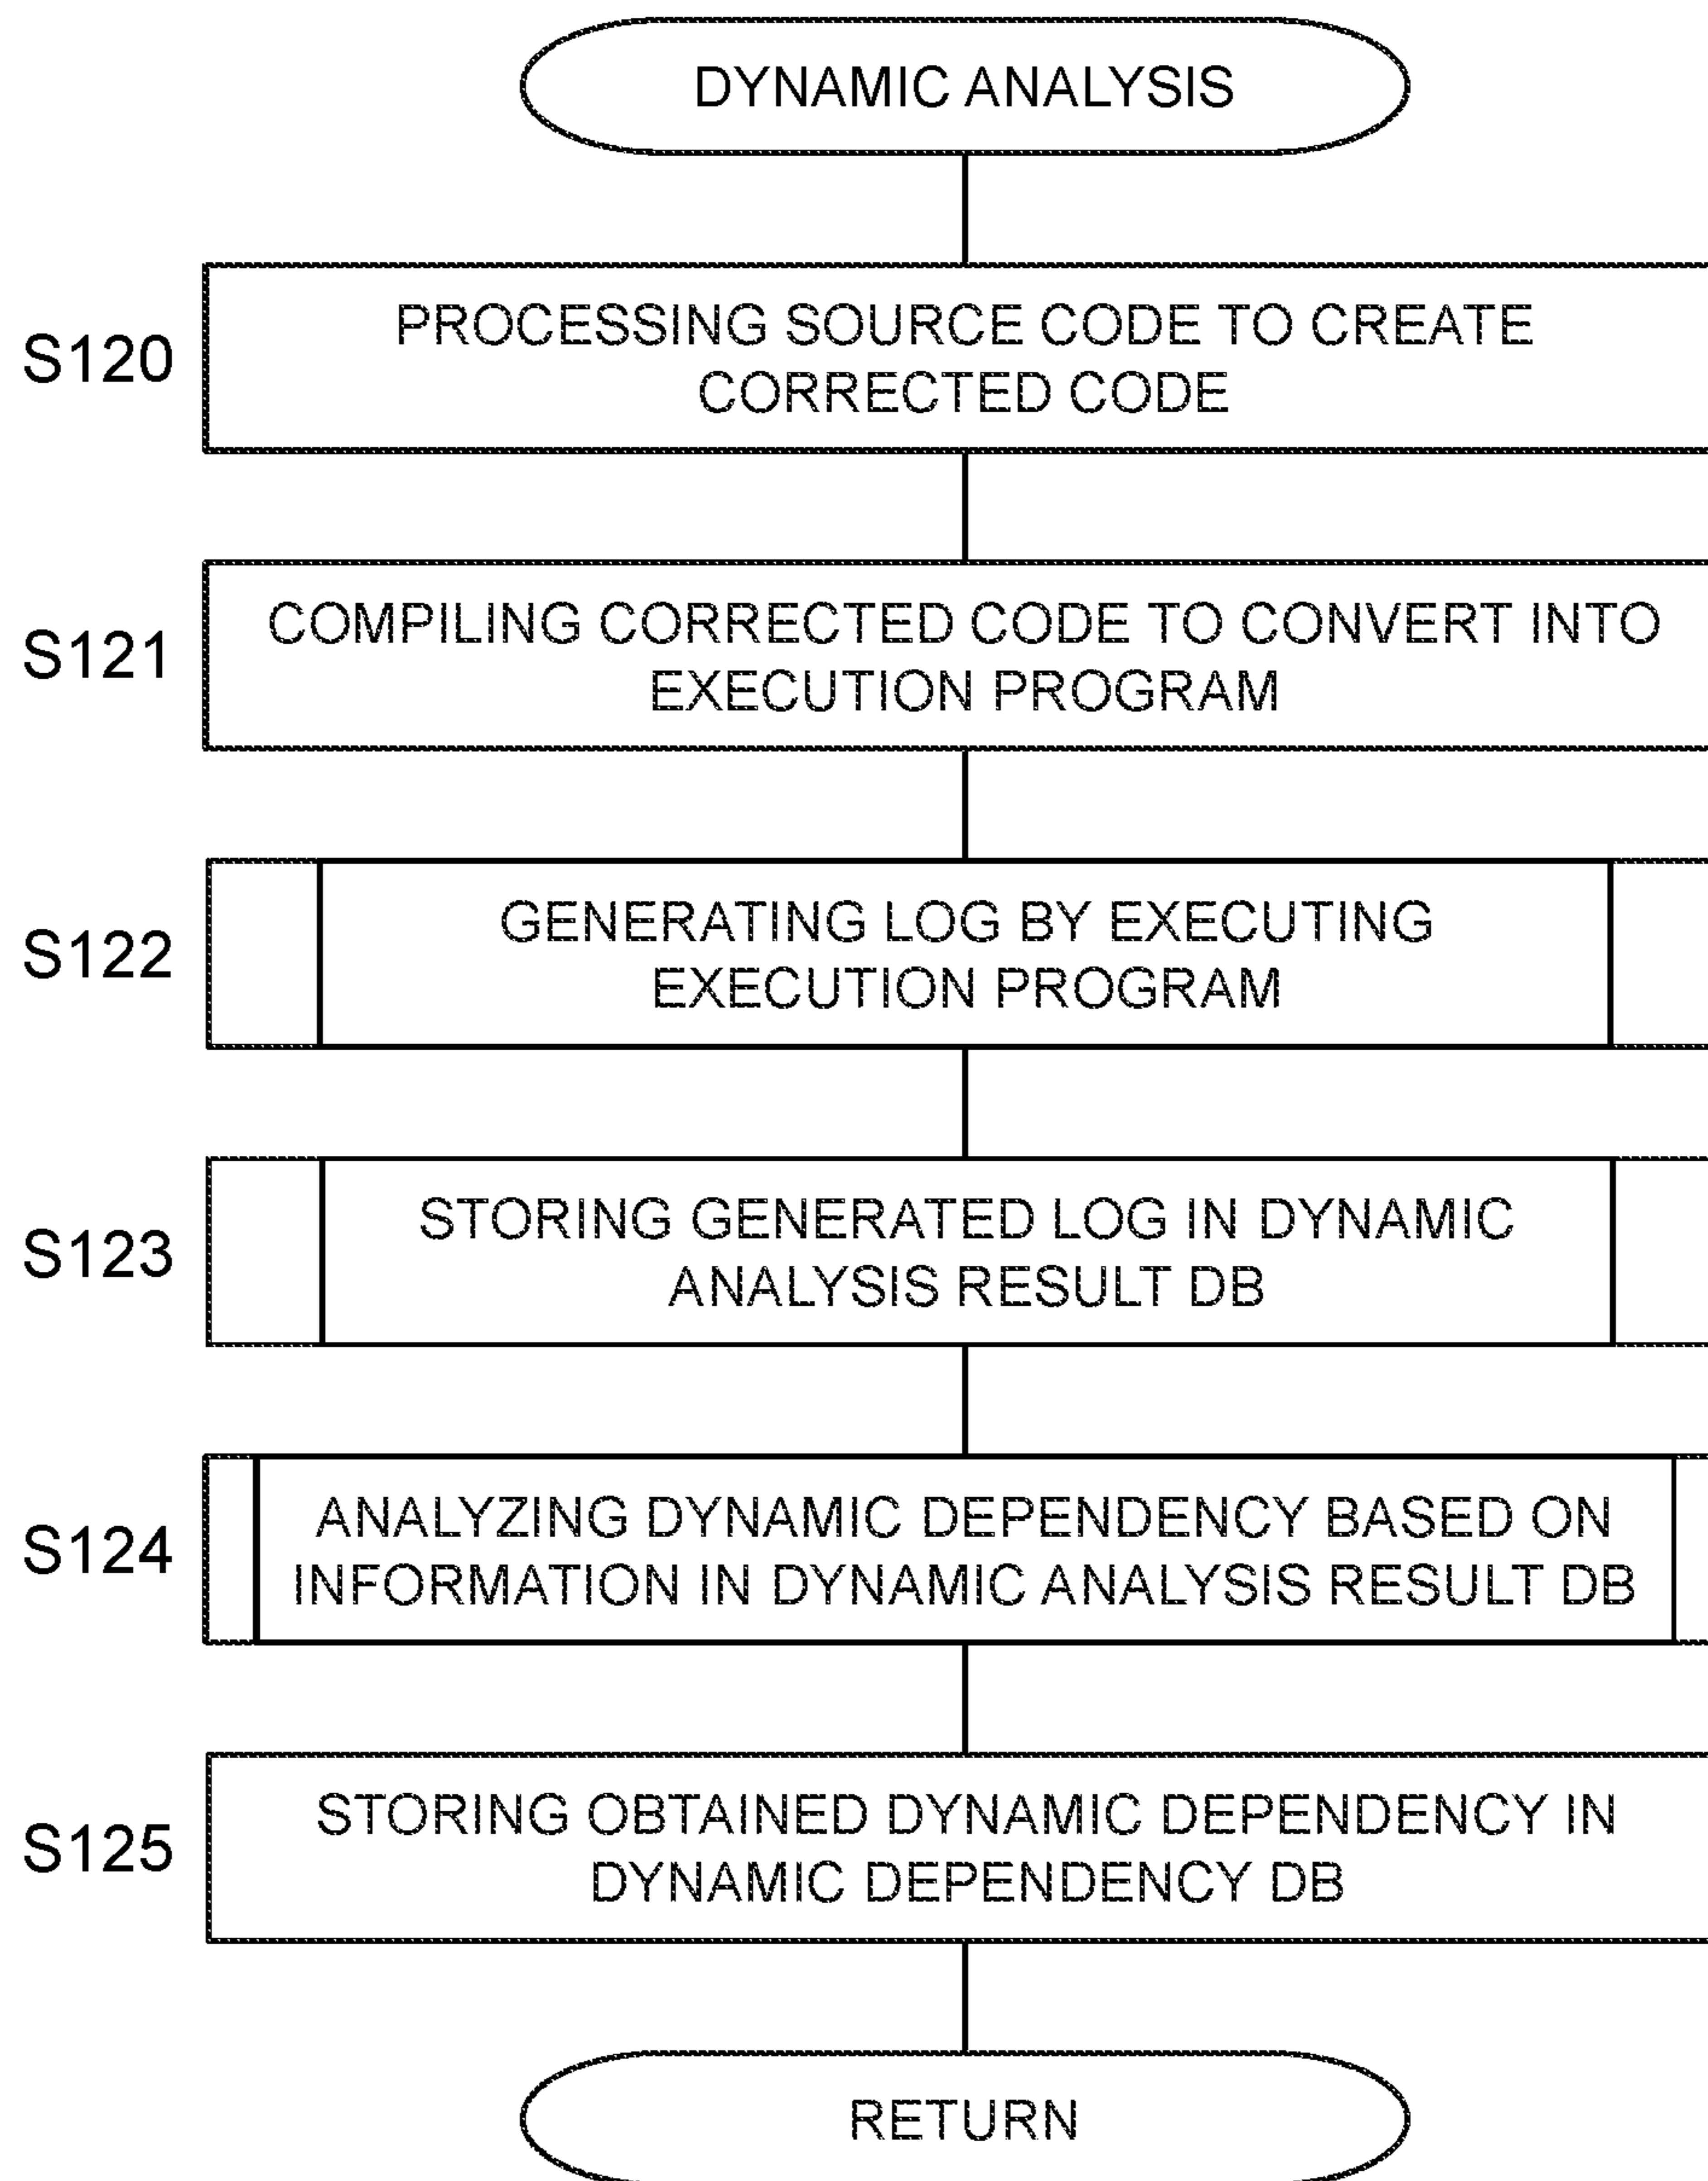 DYNAMIC ANALYSIS
S120
PROCESSING SOURCE CODE TO CREATE
CORRECTED CODE
S121
COMPILING CORRECTED CODE TO CONVERT INTO
EXECUTION PROGRAM
S122
GENERATING LOG BY EXECUTING
EXECUTION PROGRAM
S123
STORING GENERATED LOG IN DYNAMIC
ANALYSIS RESULT DB
S124
ANALYZING DYNAMIC DEPENDENCY BASED ON
INFORMATION IN DYNAMIC ANALYSIS RESULT DB
S125
STORING OBTAINED DYNAMIC DEPENDENCY IN
DYNAMIC DEPENDENCY DB
RETURN